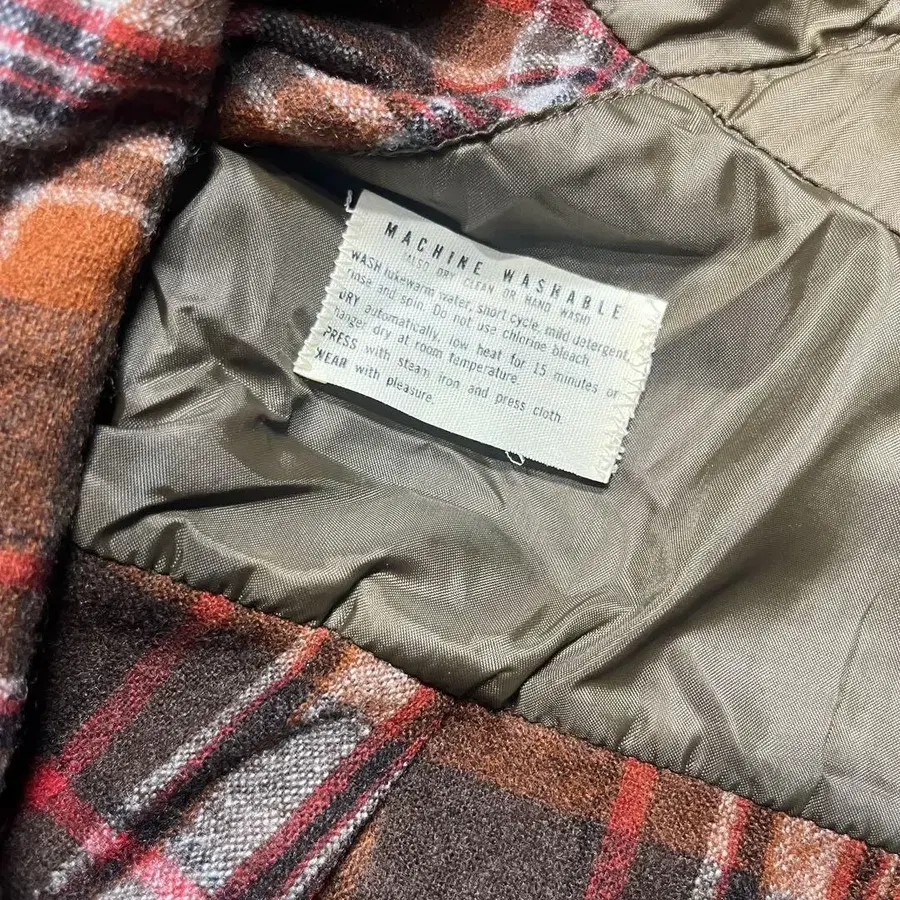 MACHINE WASHABLE
(ALSO DRY CLEAN OR HAND WASH)
WASH luke-warm water, short cycle, mild detergent,
rinse and spin. Do not use chlorine bleach.
DRY automatically, low heat for 15 minutes or
hanger dry at room temperature.
PRESS with steam iron and press cloth.
WEAR with pleasure.